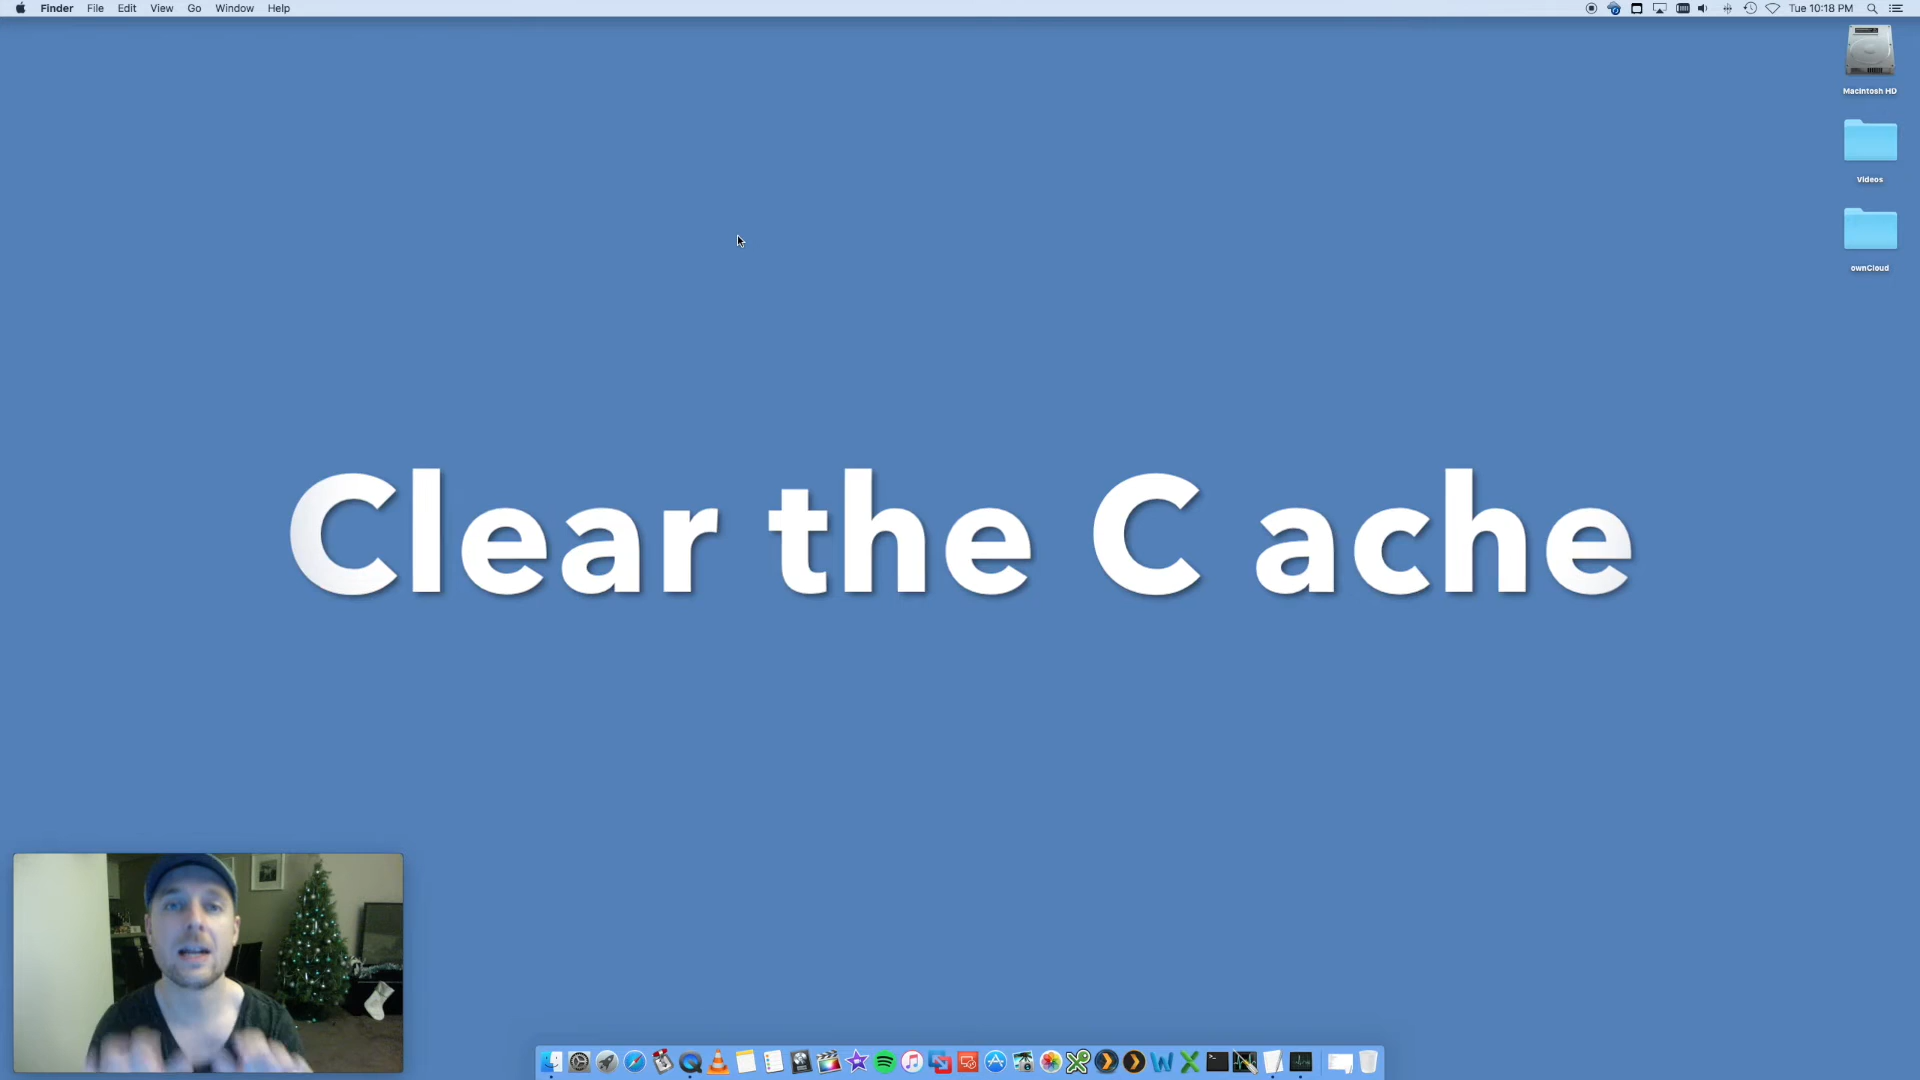 Finder File Edit View Go Window Help Tue 10:18 PM
Macintosh HD
Videos
ownCloud
Clear the C ache